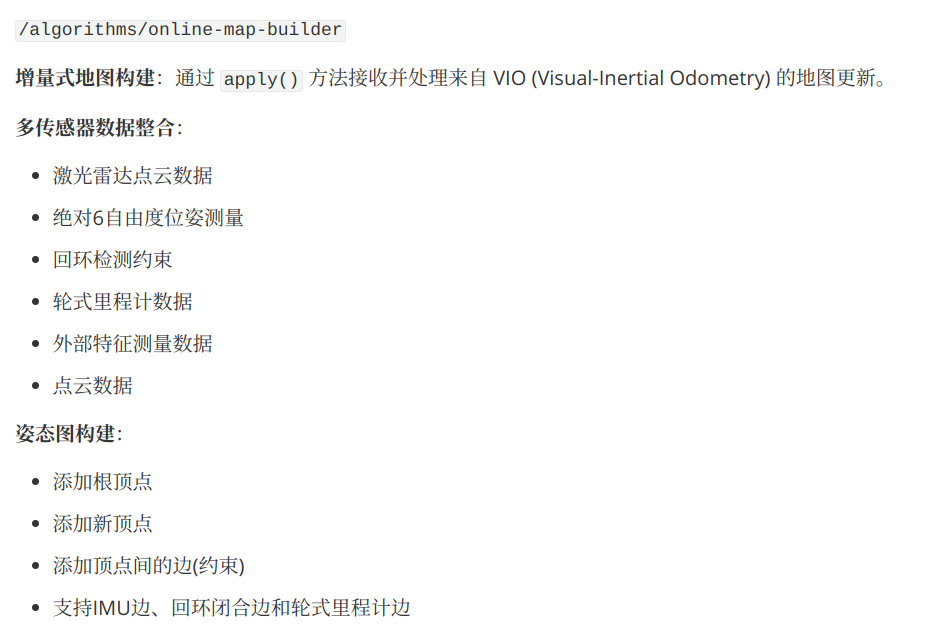 /algorithms/online-map-builder
增量式地图构建：通过 apply() 方法接收并处理来自 VIO (Visual-Inertial Odometry) 的地图更新。
多传感器数据整合：
• 激光雷达点云数据
• 绝对6自由度位姿测量
• 回环检测约束
• 轮式里程计数据
• 外部特征测量数据
• 点云数据
姿态图构建：
• 添加根顶点
• 添加新顶点
• 添加顶点间的边(约束)
• 支持IMU边、回环闭合边和轮式里程计边